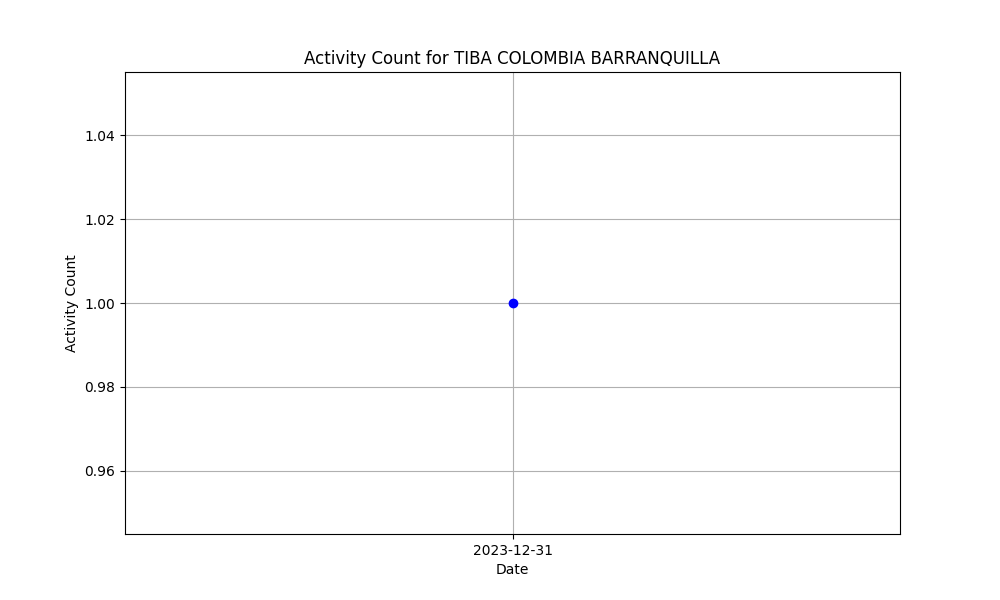 Activity Count for TIBA COLOMBIA BARRANQUILLA
1.04
1.02
1.00
0.98
0.96
Activity Count
2023-12-31
Date